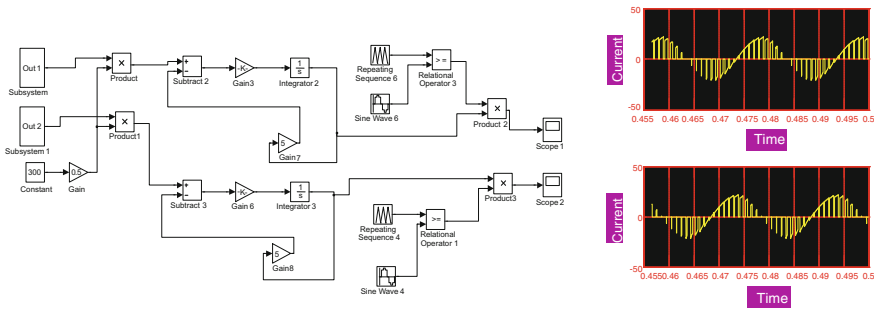 Out 1
Subsystem
×
Product
+
−
Subtract 2
-K-
Gain3
1
s
Integrator 2
Repeating
Sequence 6
> =
Relational
Operator 3
Sine Wave 6
×
Product 2
Scope 1
Out 2
Subsystem 1
×
Product1
5
Gain7
300
Constant
0.5
Gain
+
−
Subtract 3
-K-
Gain 6
1
s
Integrator 3
×
Product3
Scope 2
Repeating
Sequence 4
>=
Relational
Operator 1
5
Gain8
Sine Wave 4
50
0
-50
Current
0.455 0.46 0.465 0.47 0.475 0.48 0.485 0.49 0.495 0.5
Time
50
0
-50
Current
0.455 0.46 0.465 0.47 0.475 0.48 0.485 0.49 0.495 0.5
Time